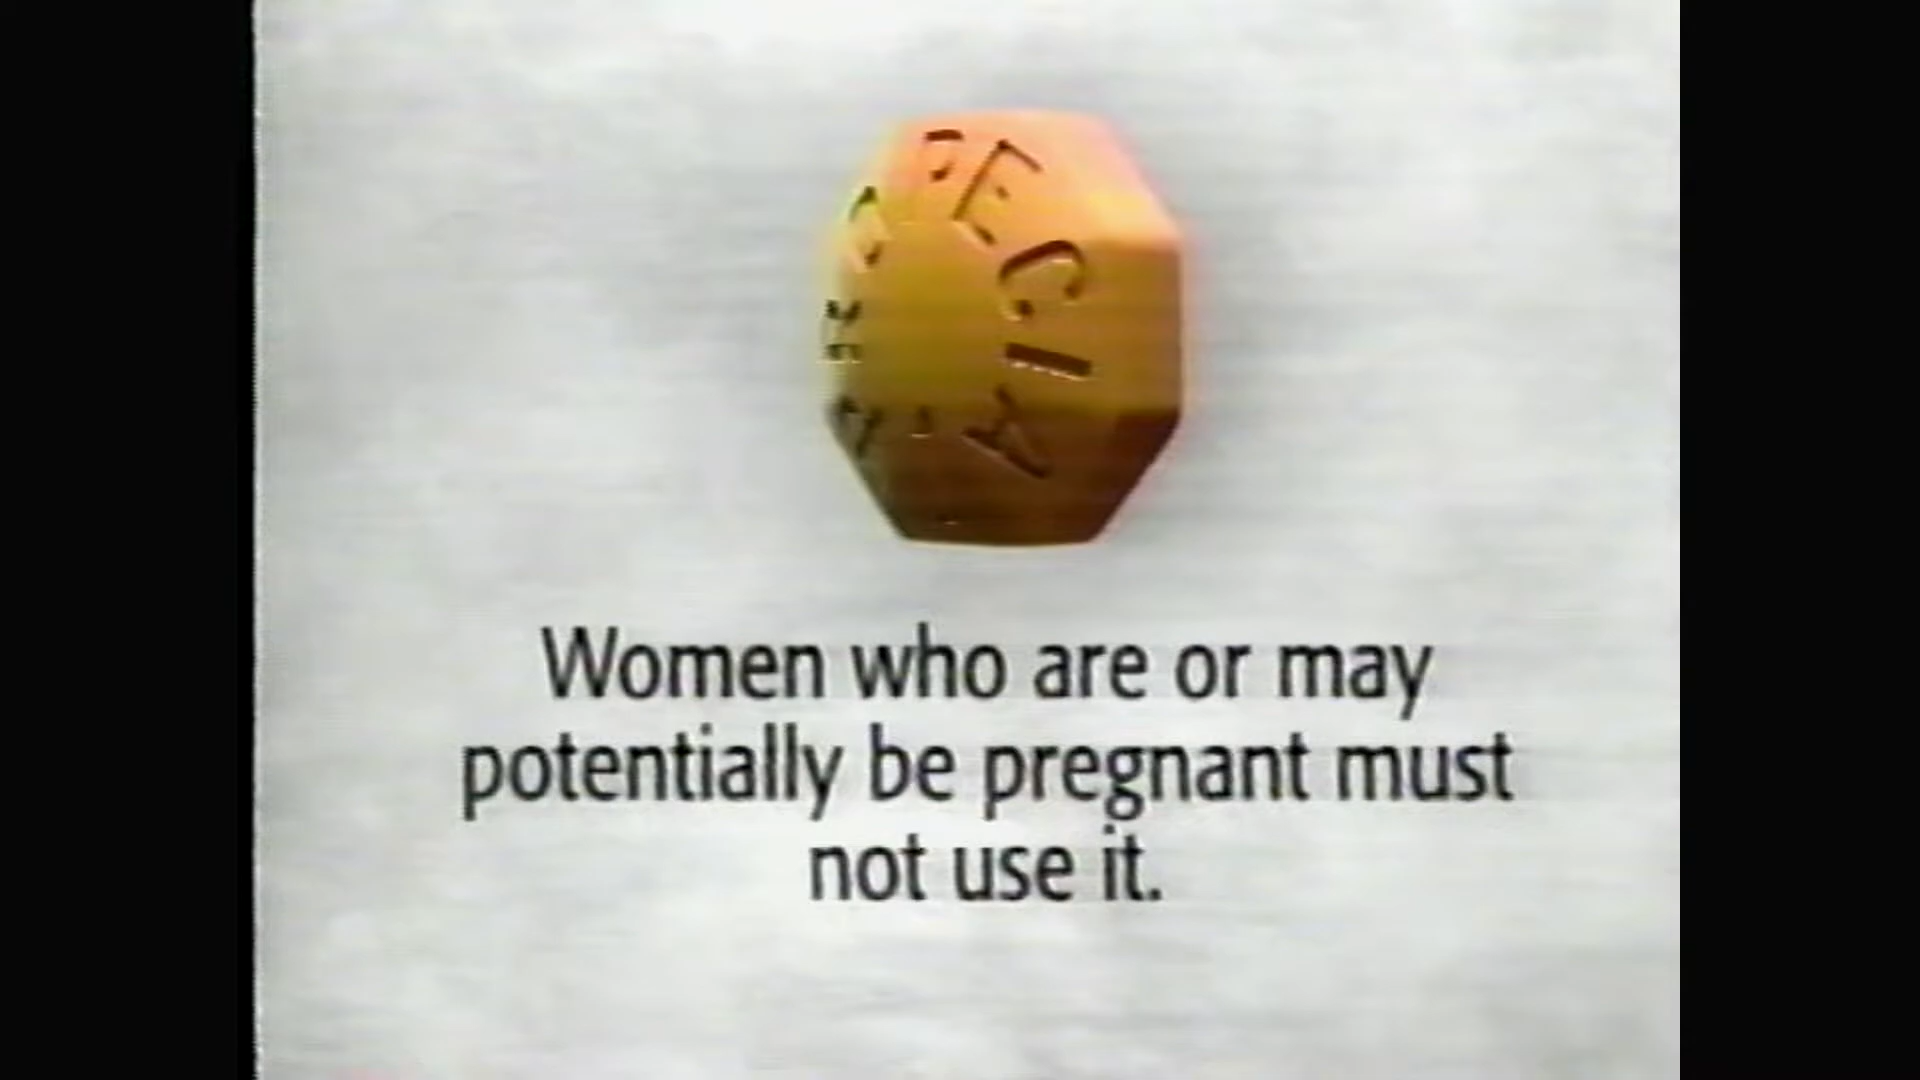 PECIA
Women who are or may
potentially be pregnant must
not use it.